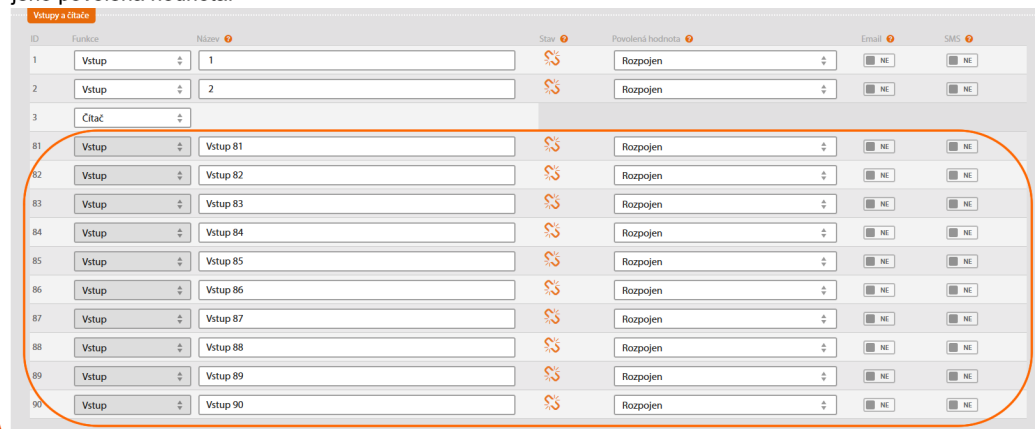 jeho povolená hodnota.
Vstupy a čítače
ID Funkce Název Stav Povolená hodnota Email SMS
1 Vstup 1 Rozpojen NE NE
2 Vstup 2 Rozpojen NE NE
3 Čítač
81 Vstup Vstup 81 Rozpojen NE NE
82 Vstup Vstup 82 Rozpojen NE NE
83 Vstup Vstup 83 Rozpojen NE NE
84 Vstup Vstup 84 Rozpojen NE NE
85 Vstup Vstup 85 Rozpojen NE NE
86 Vstup Vstup 86 Rozpojen NE NE
87 Vstup Vstup 87 Rozpojen NE NE
88 Vstup Vstup 88 Rozpojen NE NE
89 Vstup Vstup 89 Rozpojen NE NE
90 Vstup Vstup 90 Rozpojen NE NE